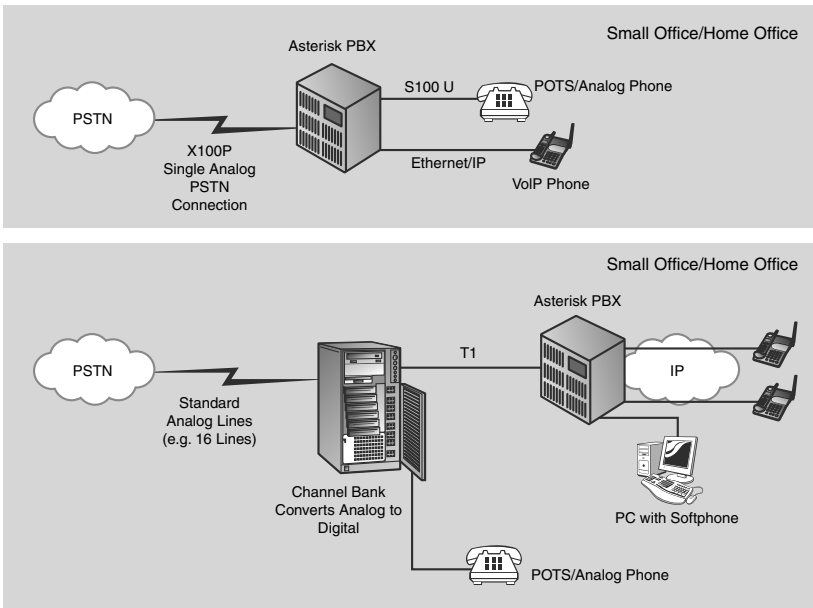 Small Office/Home Office
Asterisk PBX
S100 U
POTS/Analog Phone
PSTN
X100P
Single Analog
PSTN
Connection
Ethernet/IP
VoIP Phone
Small Office/Home Office
Asterisk PBX
PSTN
T1
IP
Standard
Analog Lines
(e.g. 16 Lines)
Channel Bank
Converts Analog to
Digital
PC with Softphone
POTS/Analog Phone